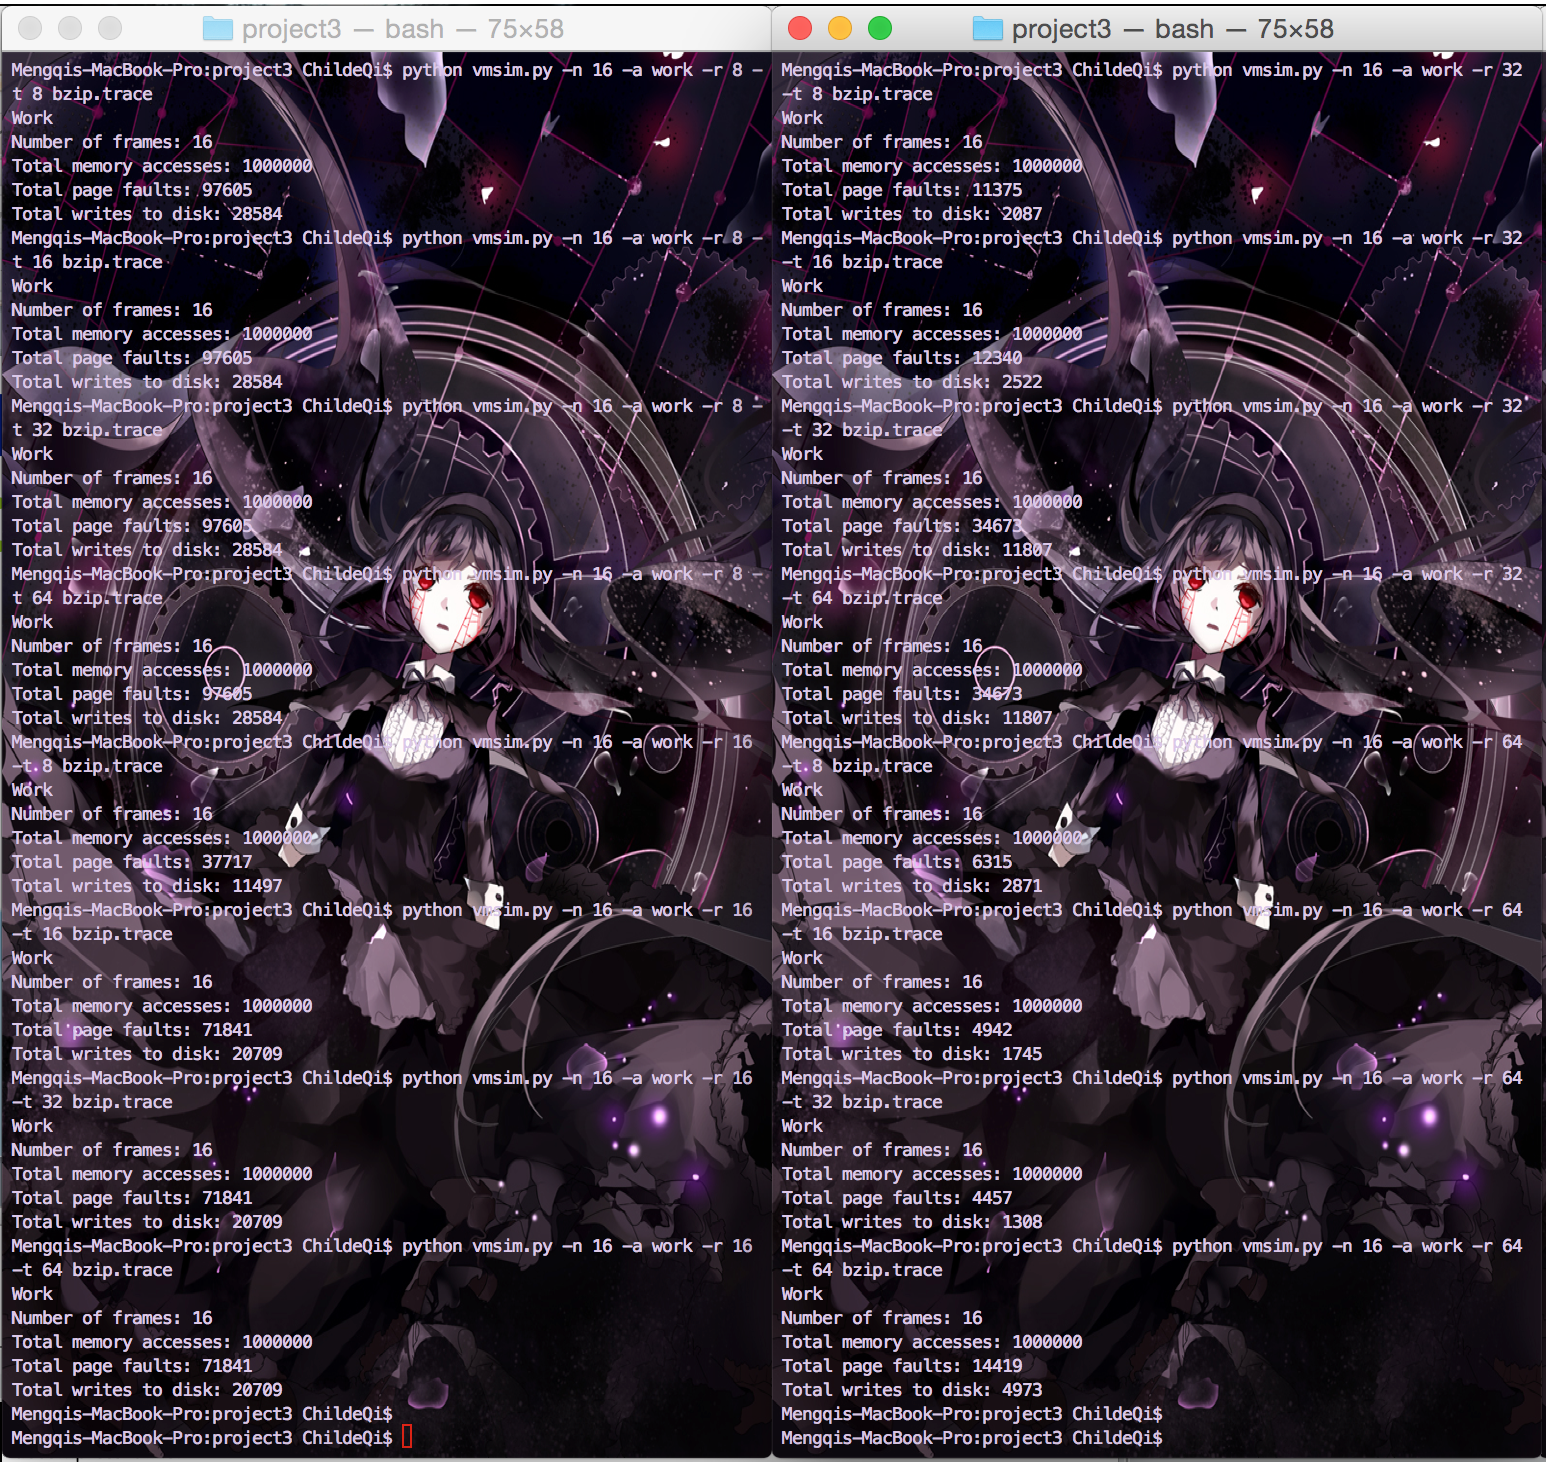 project3 — bash — 75×58
Mengqis-MacBook-Pro:project3 ChildeQi$ python vmsim.py -n 16 -a work -r 8 -
t 8 bzip.trace
Work
Number of frames: 16
Total memory accesses: 1000000
Total page faults: 97605
Total writes to disk: 28584
Mengqis-MacBook-Pro:project3 ChildeQi$ python vmsim.py -n 16 -a work -r 8 -
t 16 bzip.trace
Work
Number of frames: 16
Total memory accesses: 1000000
Total page faults: 97605
Total writes to disk: 28584
Mengqis-MacBook-Pro:project3 ChildeQi$ python vmsim.py -n 16 -a work -r 8 -
t 32 bzip.trace
Work
Number of frames: 16
Total memory accesses: 1000000
Total page faults: 97605
Total writes to disk: 28584
Mengqis-MacBook-Pro:project3 ChildeQi$ python vmsim.py -n 16 -a work -r 8 -
t 64 bzip.trace
Work
Number of frames: 16
Total memory accesses: 1000000
Total page faults: 97605
Total writes to disk: 28584
Mengqis-MacBook-Pro:project3 ChildeQi$ python vmsim.py -n 16 -a work -r 16
-t 8 bzip.trace
Work
Number of frames: 16
Total memory accesses: 1000000
Total page faults: 37717
Total writes to disk: 11497
Mengqis-MacBook-Pro:project3 ChildeQi$ python vmsim.py -n 16 -a work -r 16
-t 16 bzip.trace
Work
Number of frames: 16
Total memory accesses: 1000000
Total page faults: 71841
Total writes to disk: 20709
Mengqis-MacBook-Pro:project3 ChildeQi$ python vmsim.py -n 16 -a work -r 16
-t 32 bzip.trace
Work
Number of frames: 16
Total memory accesses: 1000000
Total page faults: 71841
Total writes to disk: 20709
Mengqis-MacBook-Pro:project3 ChildeQi$ python vmsim.py -n 16 -a work -r 16
-t 64 bzip.trace
Work
Number of frames: 16
Total memory accesses: 1000000
Total page faults: 71841
Total writes to disk: 20709
Mengqis-MacBook-Pro:project3 ChildeQi$
Mengqis-MacBook-Pro:project3 ChildeQi$
project3 — bash — 75×58
Mengqis-MacBook-Pro:project3 ChildeQi$ python vmsim.py -n 16 -a work -r 32
-t 8 bzip.trace
Work
Number of frames: 16
Total memory accesses: 1000000
Total page faults: 11375
Total writes to disk: 2087
Mengqis-MacBook-Pro:project3 ChildeQi$ python vmsim.py -n 16 -a work -r 32
-t 16 bzip.trace
Work
Number of frames: 16
Total memory accesses: 1000000
Total page faults: 12340
Total writes to disk: 2522
Mengqis-MacBook-Pro:project3 ChildeQi$ python vmsim.py -n 16 -a work -r 32
-t 32 bzip.trace
Work
Number of frames: 16
Total memory accesses: 1000000
Total page faults: 34673
Total writes to disk: 11807
Mengqis-MacBook-Pro:project3 ChildeQi$ python vmsim.py -n 16 -a work -r 32
-t 64 bzip.trace
Work
Number of frames: 16
Total memory accesses: 1000000
Total page faults: 34673
Total writes to disk: 11807
Mengqis-MacBook-Pro:project3 ChildeQi$ python vmsim.py -n 16 -a work -r 64
-t 8 bzip.trace
Work
Number of frames: 16
Total memory accesses: 1000000
Total page faults: 6315
Total writes to disk: 2871
Mengqis-MacBook-Pro:project3 ChildeQi$ python vmsim.py -n 16 -a work -r 64
-t 16 bzip.trace
Work
Number of frames: 16
Total memory accesses: 1000000
Total page faults: 4942
Total writes to disk: 1745
Mengqis-MacBook-Pro:project3 ChildeQi$ python vmsim.py -n 16 -a work -r 64
-t 32 bzip.trace
Work
Number of frames: 16
Total memory accesses: 1000000
Total page faults: 4457
Total writes to disk: 1308
Mengqis-MacBook-Pro:project3 ChildeQi$ python vmsim.py -n 16 -a work -r 64
-t 64 bzip.trace
Work
Number of frames: 16
Total memory accesses: 1000000
Total page faults: 14419
Total writes to disk: 4973
Mengqis-MacBook-Pro:project3 ChildeQi$
Mengqis-MacBook-Pro:project3 ChildeQi$